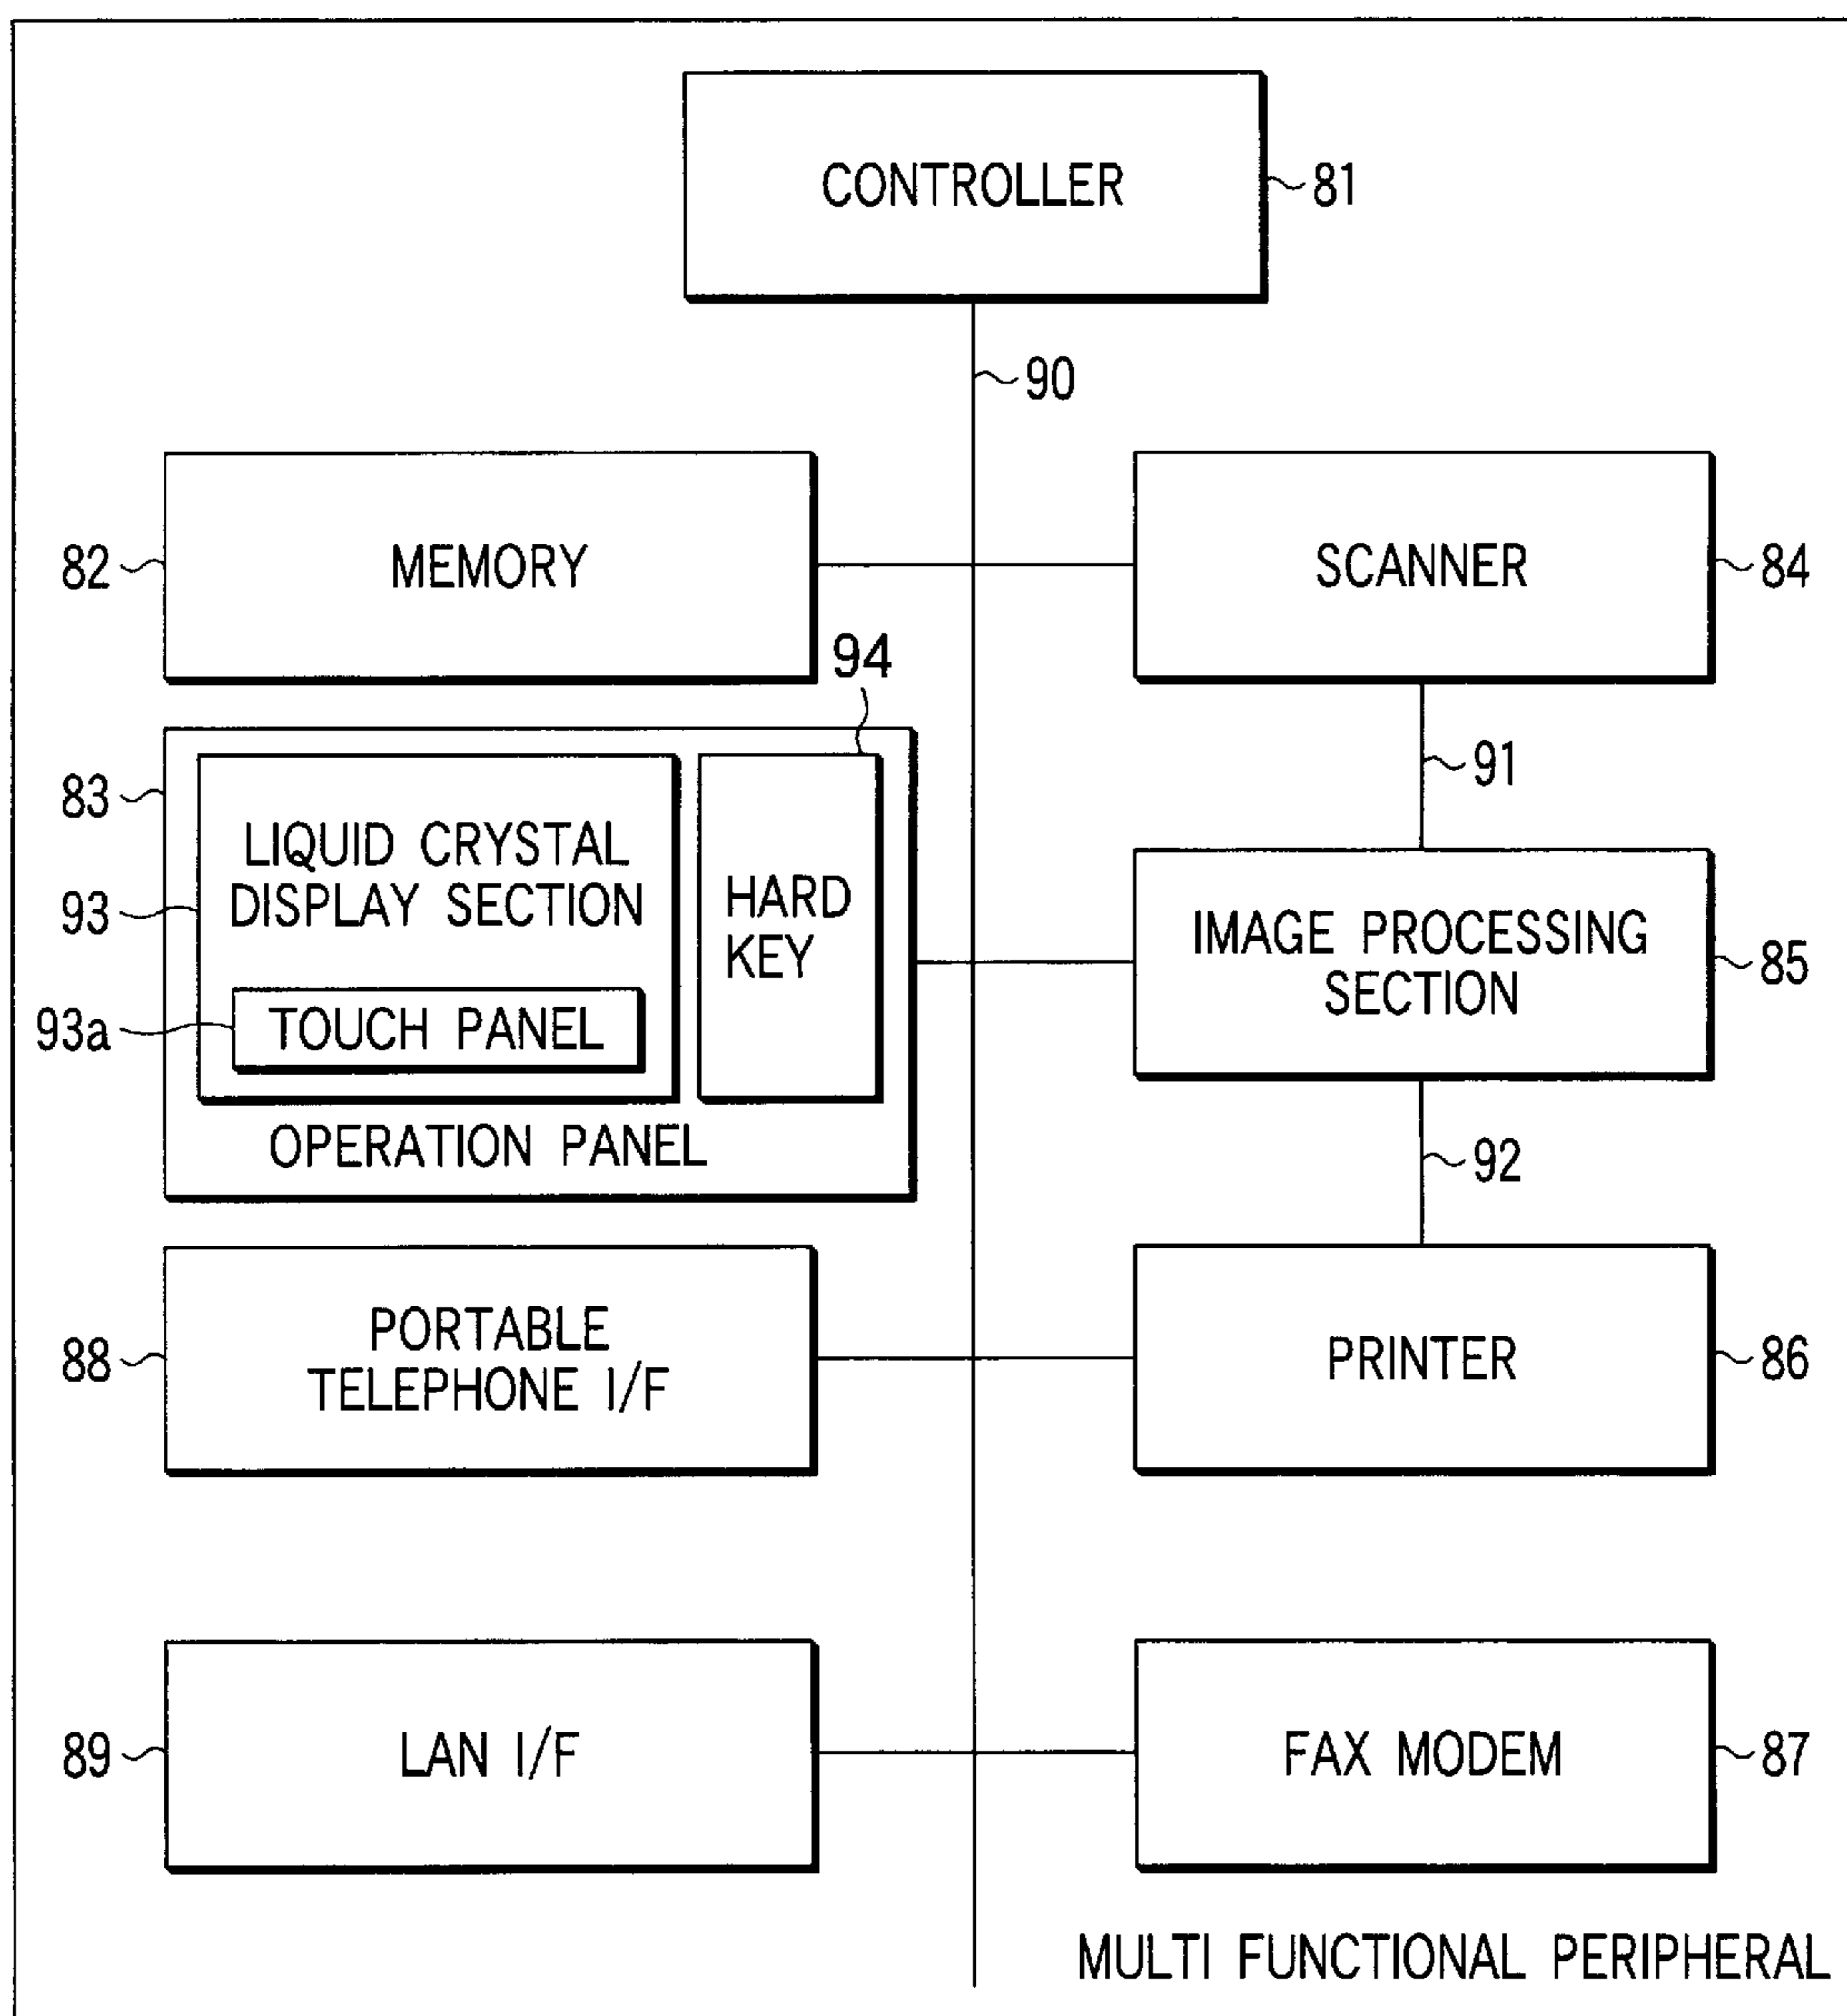 CONTROLLER
81
90
82
MEMORY
SCANNER
84
94
91
83
LIQUID CRYSTAL
DISPLAY SECTION
93
HARD
KEY
IMAGE PROCESSING
SECTION
85
93a
TOUCH PANEL
OPERATION PANEL
92
88
PORTABLE
TELEPHONE I/F
PRINTER
86
89
LAN I/F
FAX MODEM
87
MULTI FUNCTIONAL PERIPHERAL